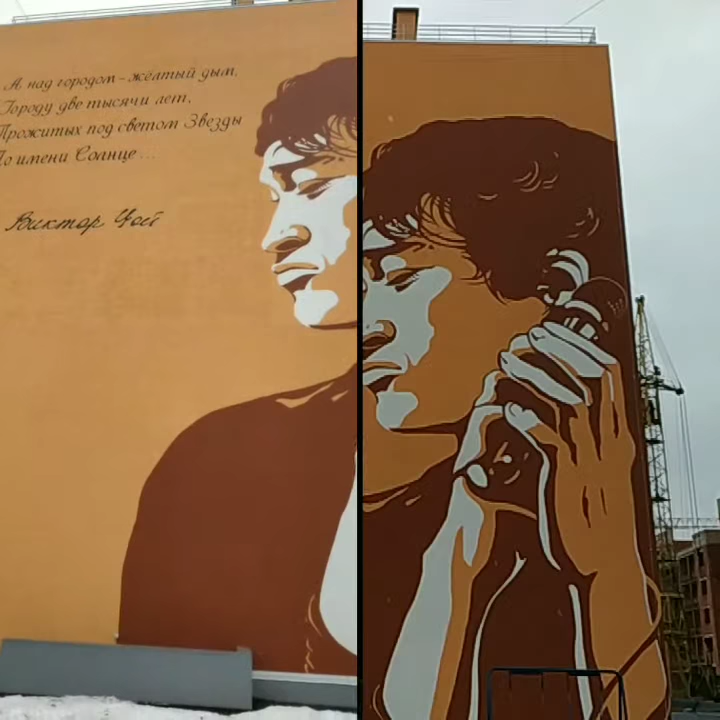 А над городом – жёлтый дым,
Городу две тысячи лет,
Прожитых под светом Звезды
По имени Солнце...
Виктор Цой